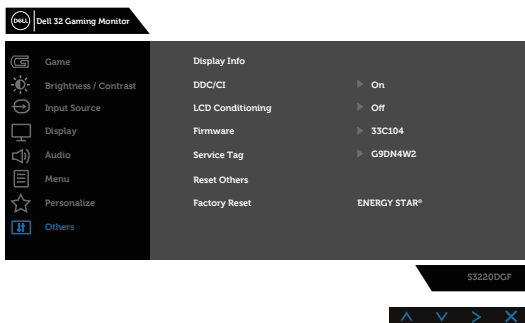 DELL Dell 32 Gaming Monitor
Game
Brightness / Contrast
Input Source
Display
Audio
Menu
Personalize
Others
Display Info
DDC/CI On
LCD Conditioning Off
Firmware 33C104
Service Tag G9DN4W2
Reset Others
Factory Reset ENERGY STAR®
S3220DGF